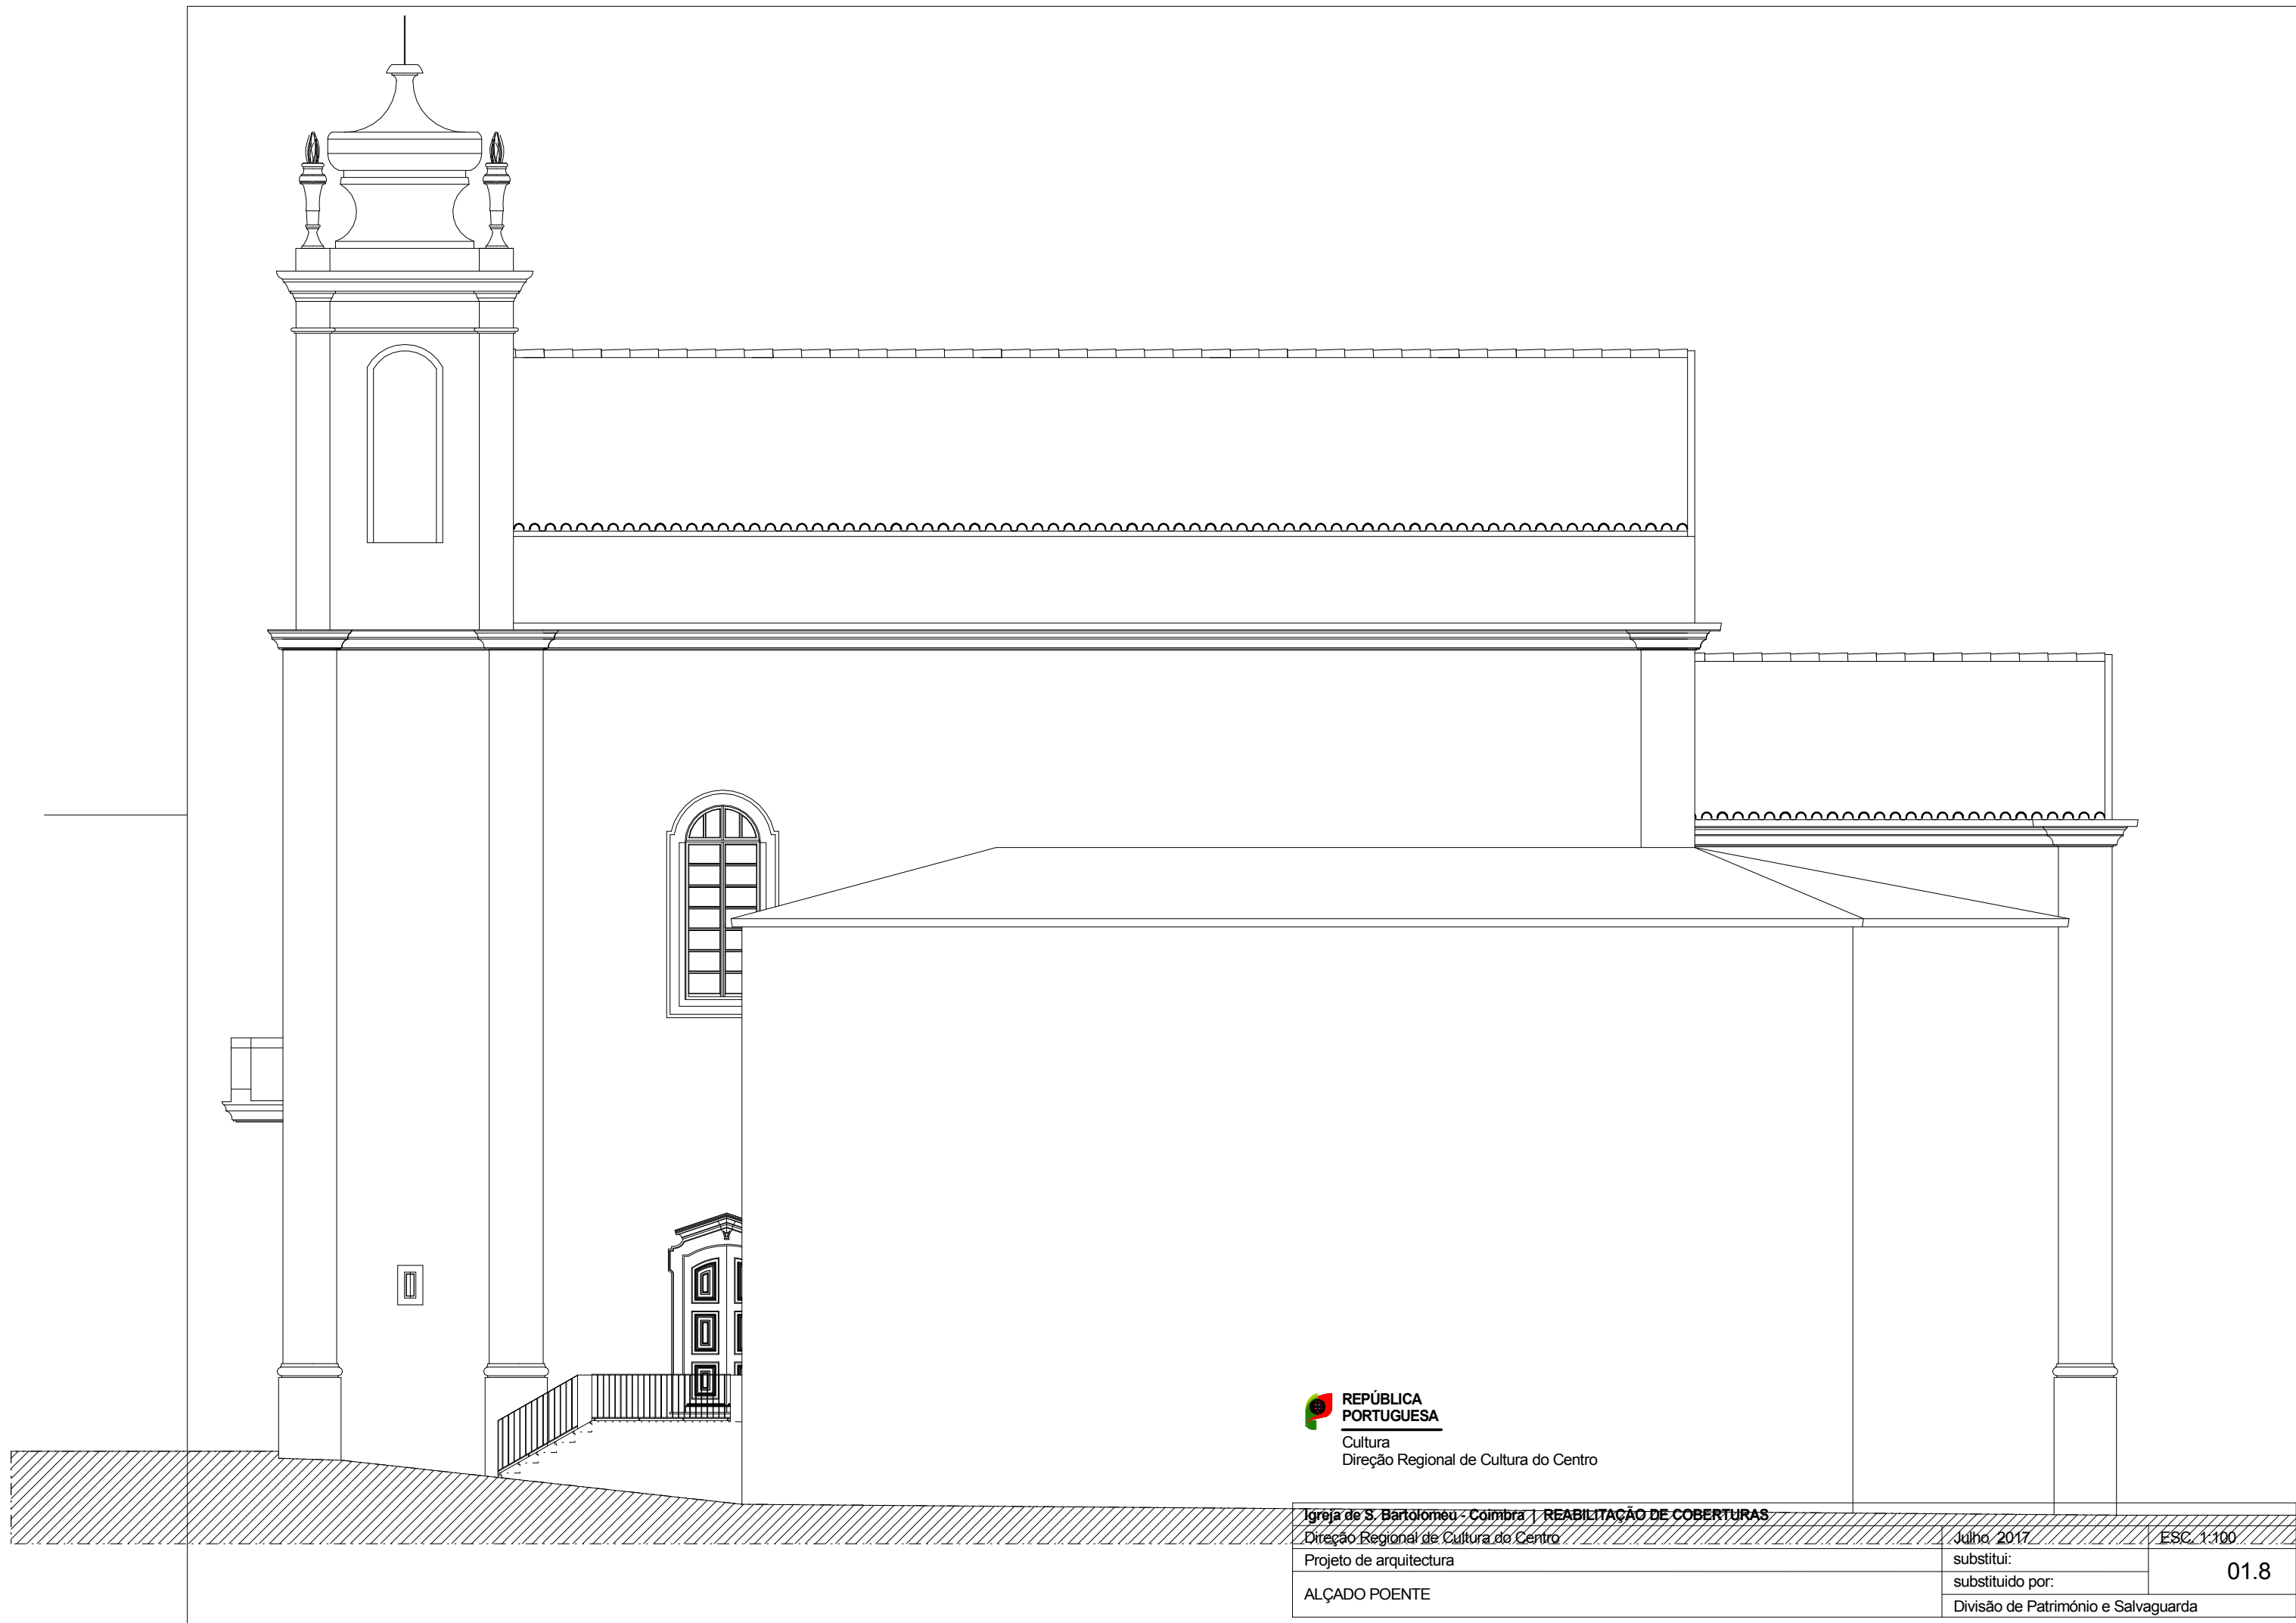 REPÚBLICA
PORTUGUESA
Cultura
Direção Regional de Cultura do Centro
Igreja de S. Bartolomeu - Coimbra | REABILITAÇÃO DE COBERTURAS
Direção Regional de Cultura do Centro
Julho 2017
ESC. 1:100
Projeto de arquitectura
substitui:
01.8
substituido por:
ALÇADO POENTE
Divisão de Património e Salvaguarda